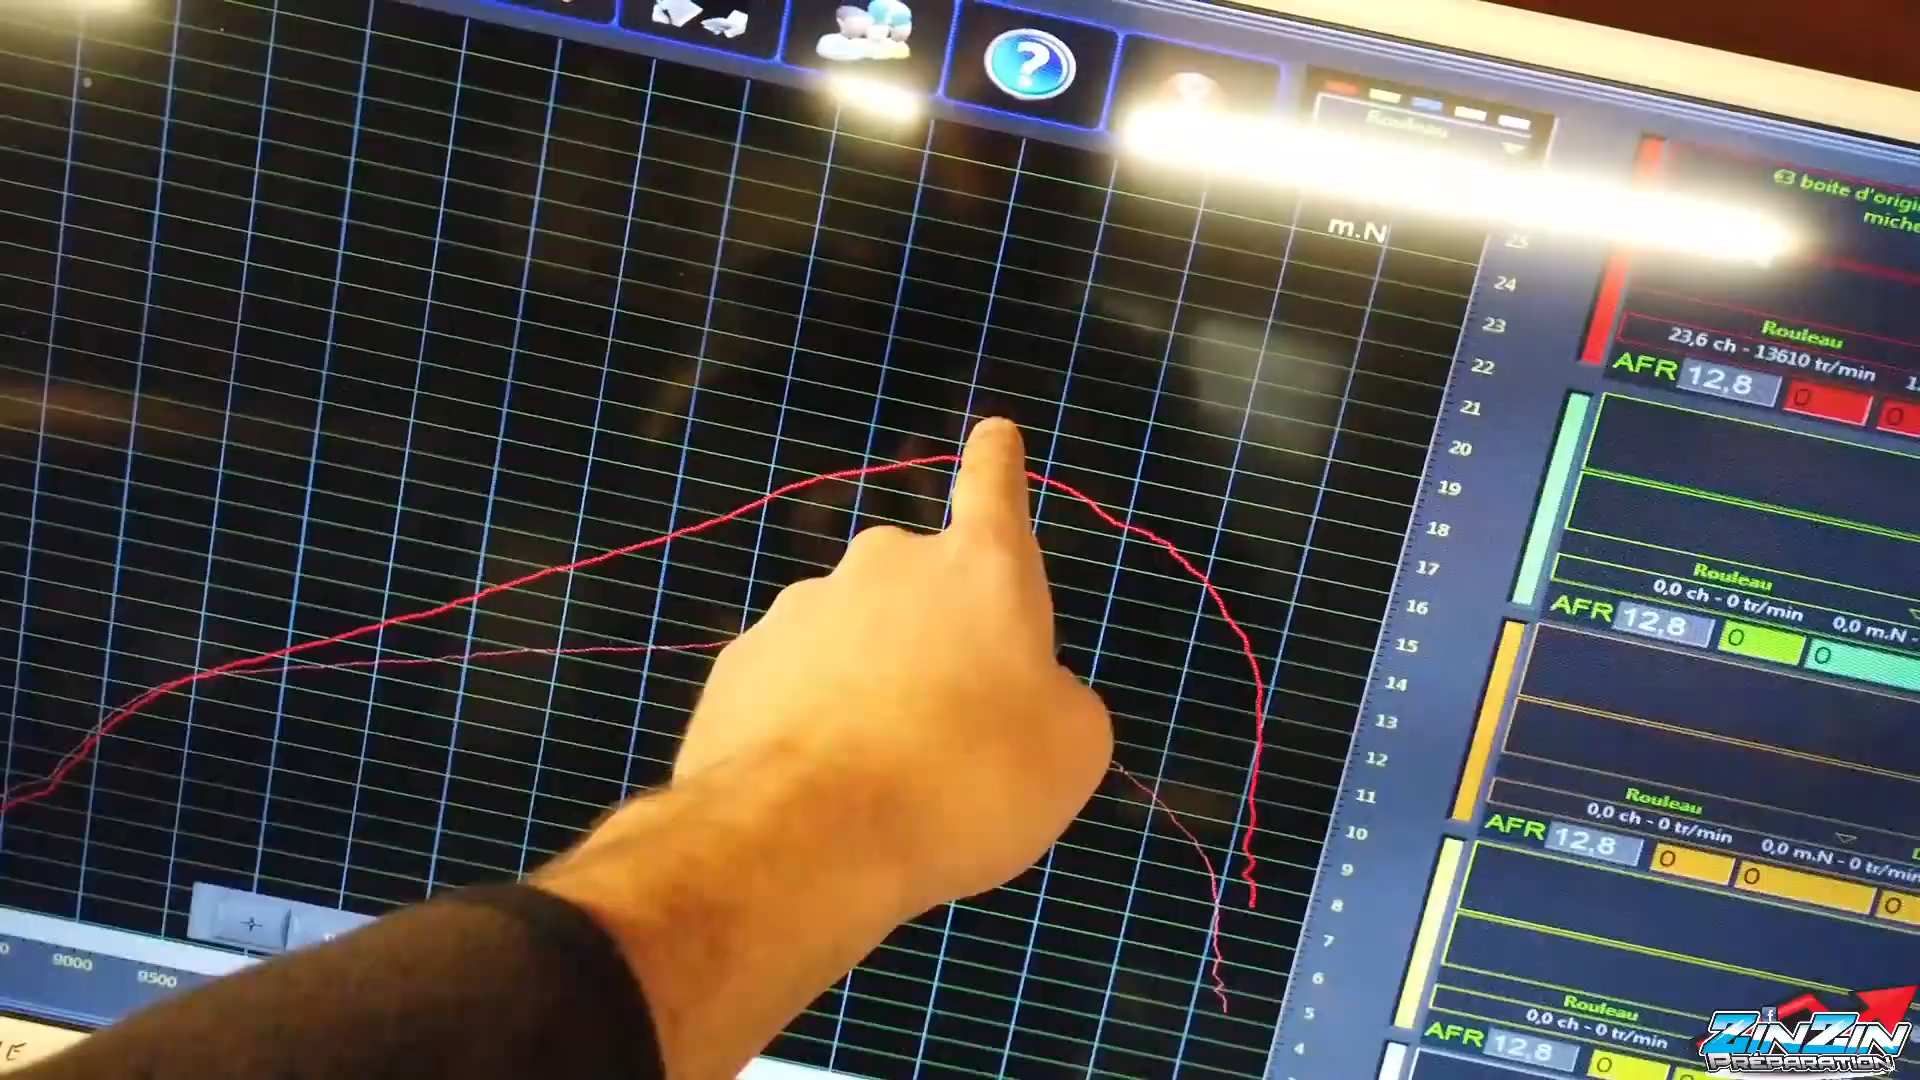 ?
Rouleau
m.N
25
24
23
22
21
20
19
18
17
16
15
14
13
12
11
10
9
8
7
6
5
4
€3 boite d'origi
miche
Rouleau
23,6 ch - 13610 tr/min
AFR 12,8 0 0
Rouleau
0,0 ch - 0 tr/min 0,0 m.N -
AFR 12,8 0 0
Rouleau
0,0 ch - 0 tr/min 0,0 m.N - 0 tr/min
AFR 12,8 0 0 0
Rouleau
0,0 ch - 0 tr/min
AFR 12,8 0
9000 9500
ZINZIN
PREPARATION